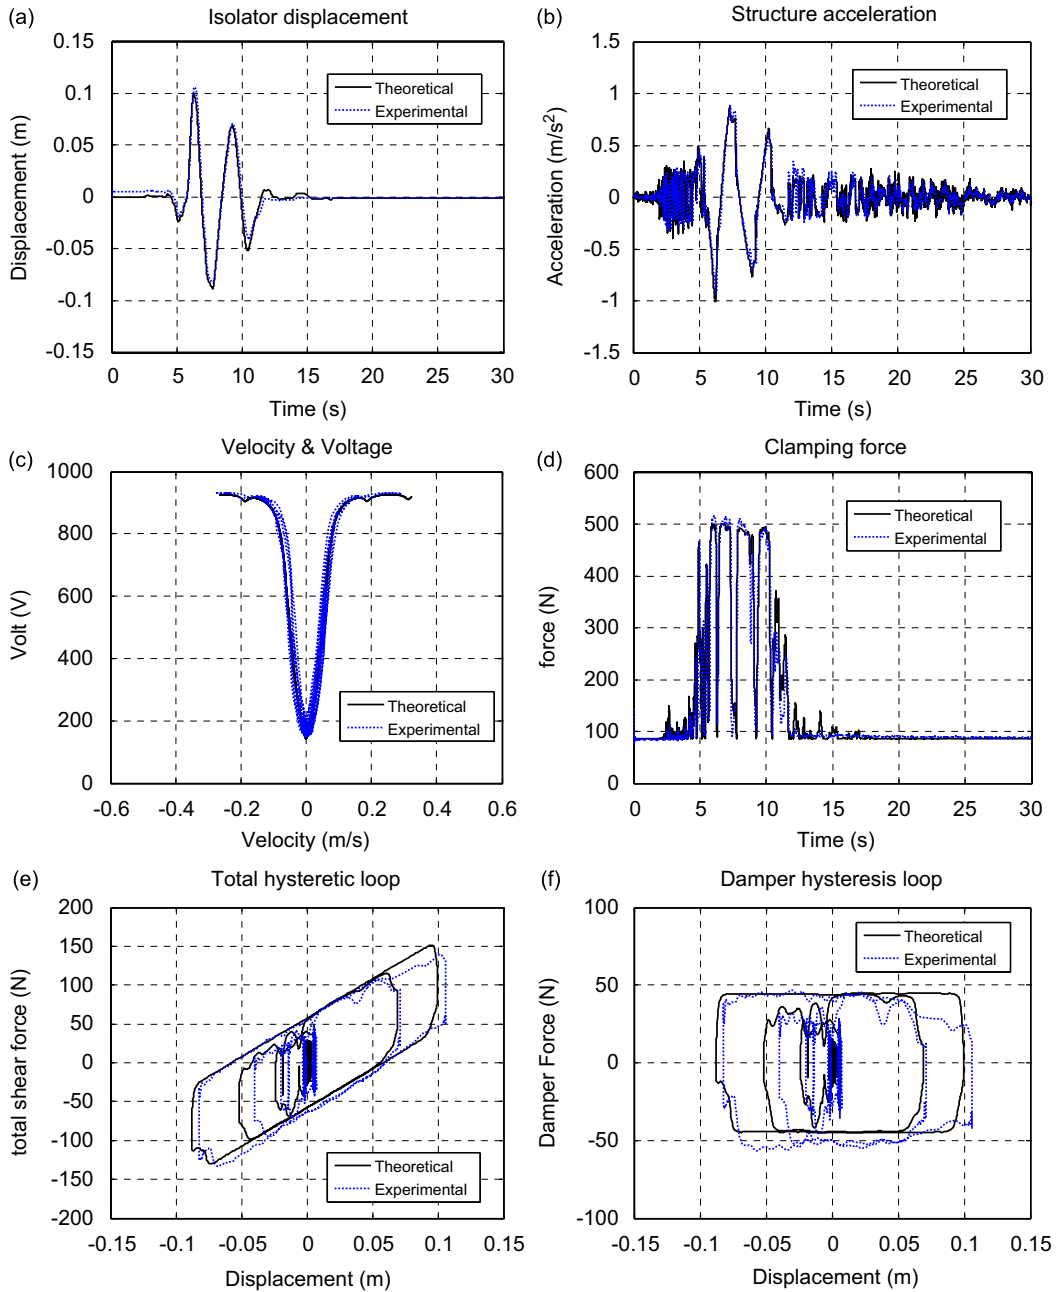 (a)
Isolator displacement
0.15
0.1
0.05
0
-0.05
-0.1
-0.15
Displacement (m)
Theoretical
Experimental
0 5 10 15 20 25 30
Time (s)
(b)
Structure acceleration
1.5
1
0.5
0
-0.5
-1
-1.5
Acceleration (m/s²)
Theoretical
Experimental
0 5 10 15 20 25 30
Time (s)
(c)
Velocity & Voltage
1000
800
600
400
200
0
Volt (V)
Theoretical
Experimental
-0.6 -0.4 -0.2 0 0.2 0.4 0.6
Velocity (m/s)
(d)
Clamping force
600
500
400
300
200
100
0
force (N)
Theoretical
Experimental
0 5 10 15 20 25 30
Time (s)
(e)
Total hysteretic loop
200
150
100
50
0
-50
-100
-150
-200
total shear force (N)
Theoretical
Experimental
-0.15 -0.1 -0.05 0 0.05 0.1 0.15
Displacement (m)
(f)
Damper hysteresis loop
100
50
0
-50
-100
Damper Force (N)
Theoretical
Experimental
-0.15 -0.1 -0.05 0 0.05 0.1 0.15
Displacement (m)